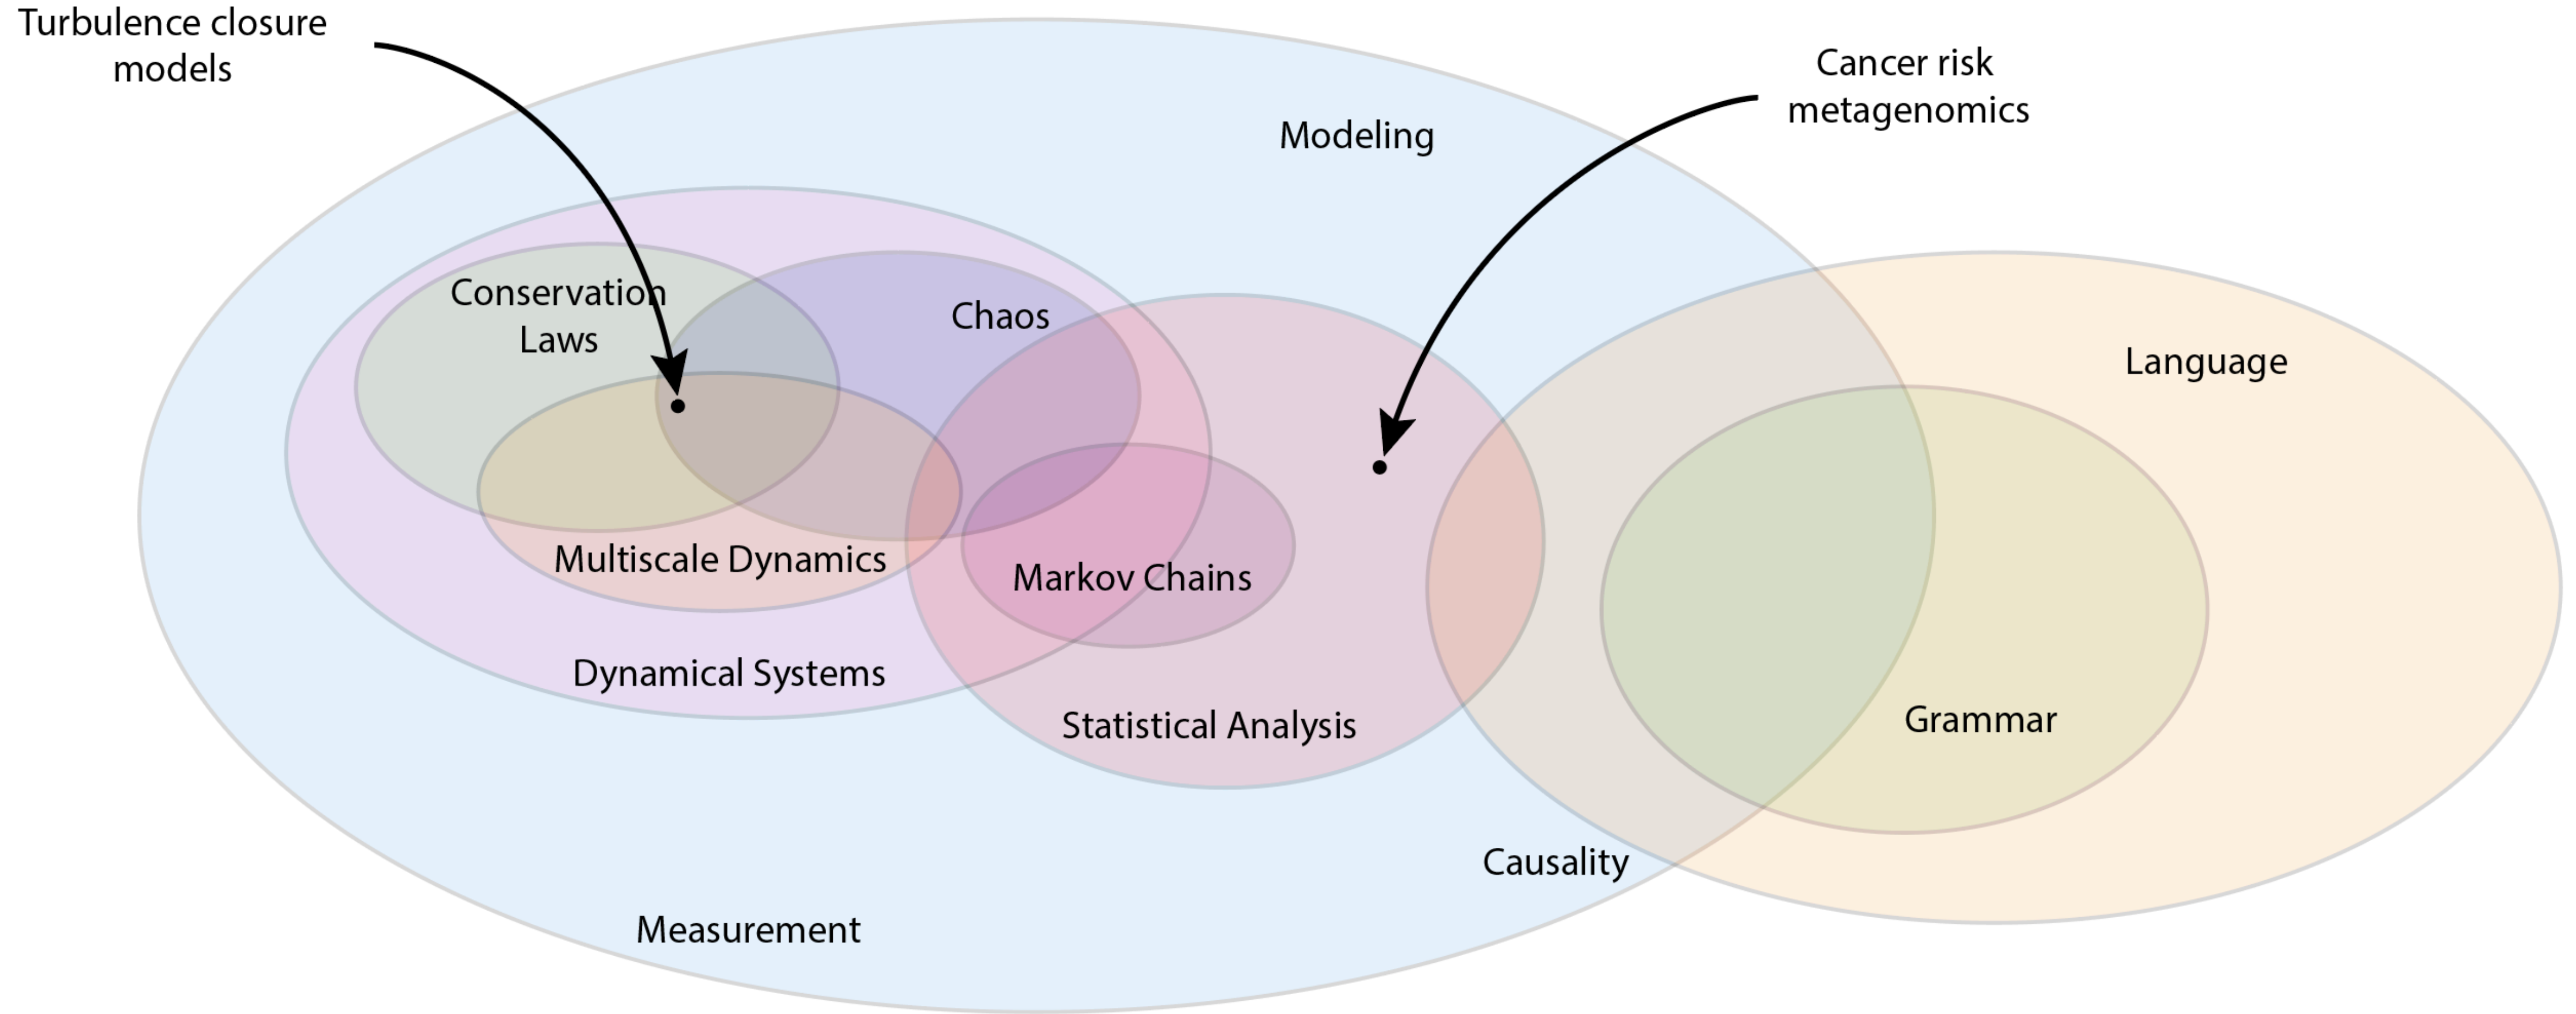 Turbulence closure
models
Cancer risk
metagenomics
Modeling
Conservation
Laws
Chaos
Language
Multiscale Dynamics
Markov Chains
Dynamical Systems
Statistical Analysis
Grammar
Causality
Measurement